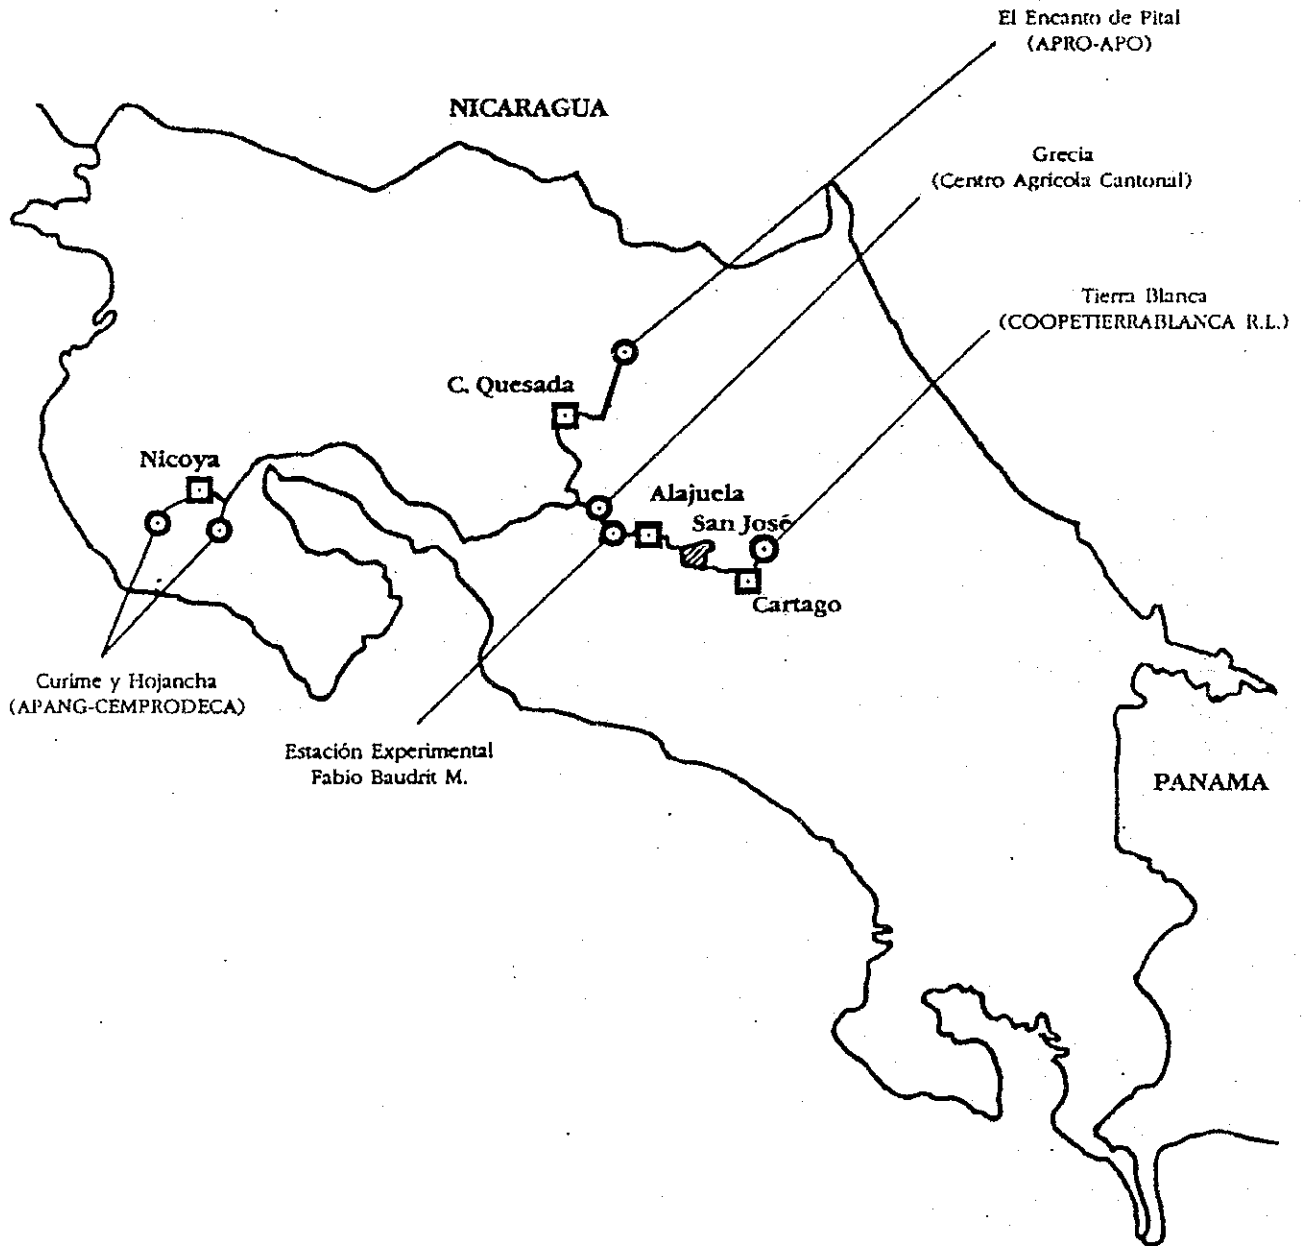 El Encanto de Pital
(APRO-APO)
NICARAGUA
Grecia
(Centro Agrícola Cantonal)
Tierra Blanca
(COOPETIERRABLANCA R.L.)
C. Quesada
Nicoya
Alajuela
San José
Cartago
Curime y Hojancha
(APANG-CEMPRODECA)
Estación Experimental
Fabio Baudrit M.
PANAMA